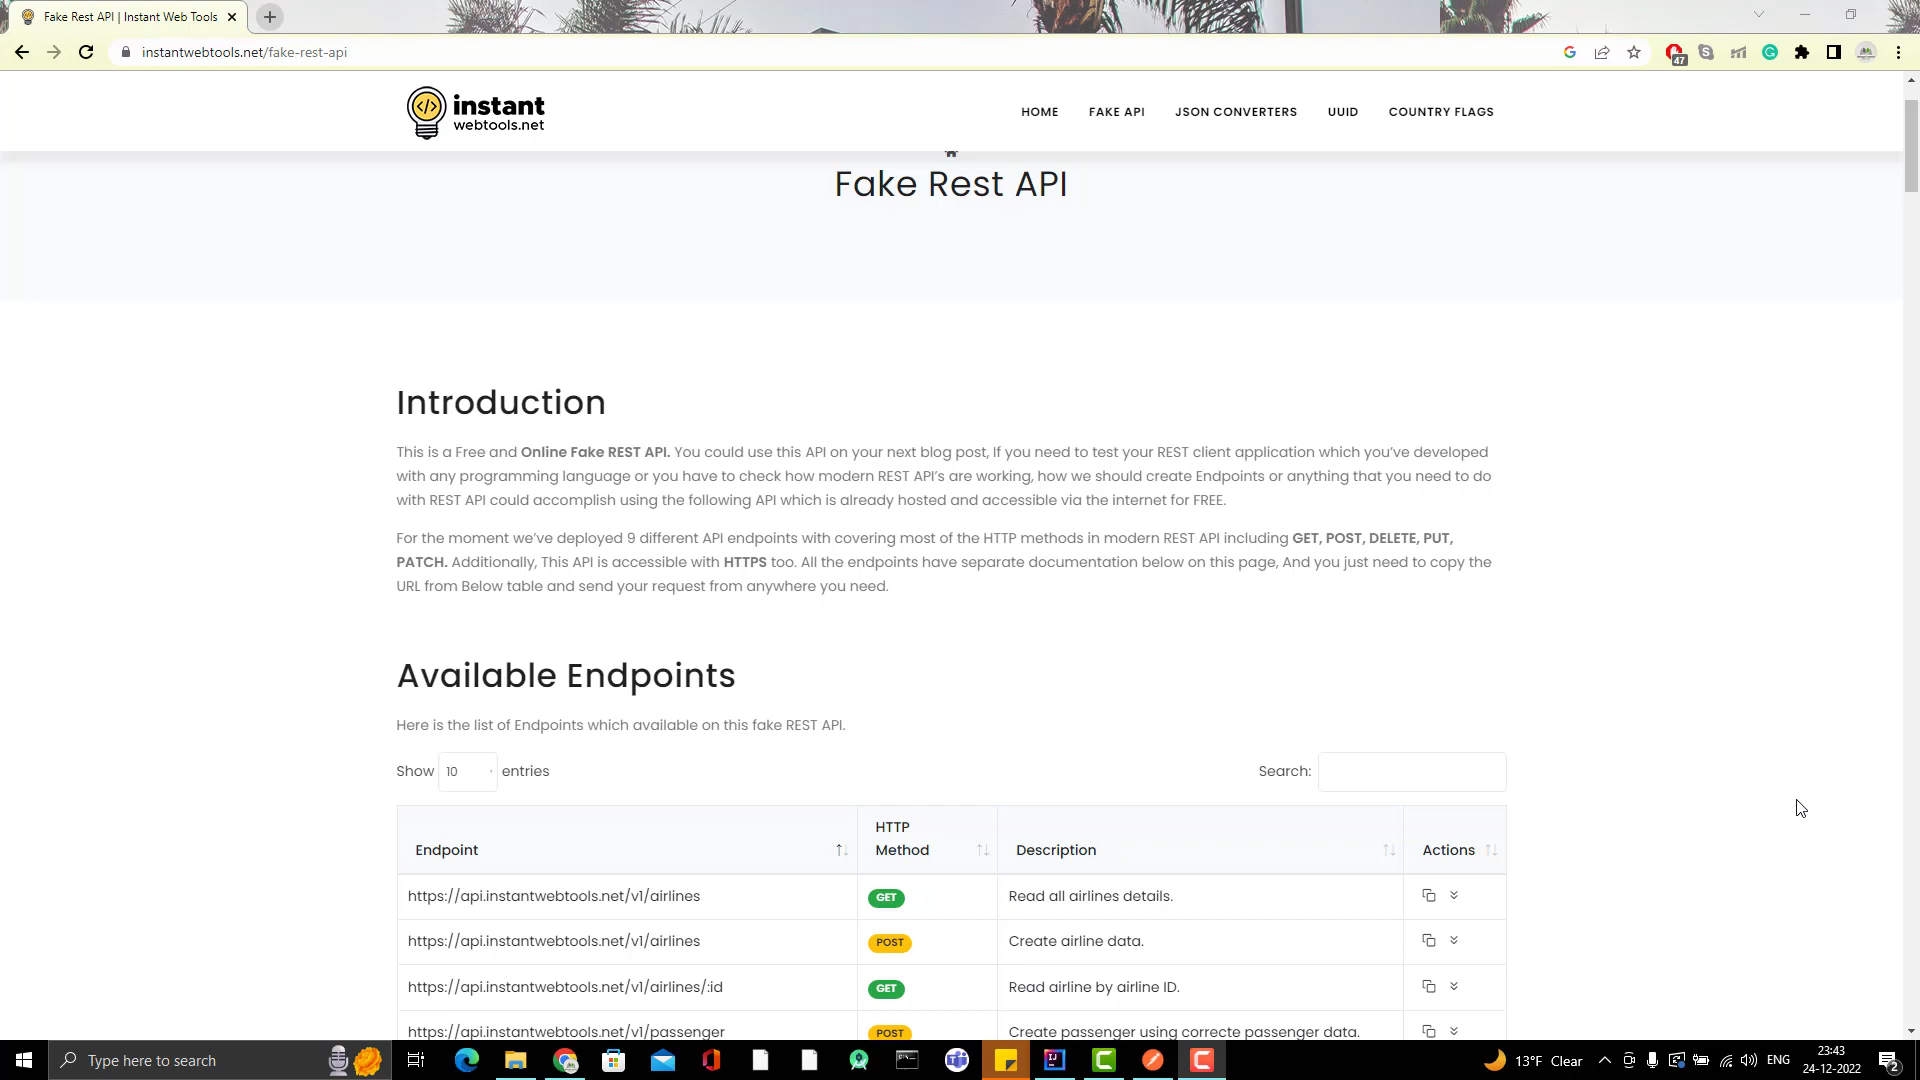 Fake Rest API | Instant Web Tools
instantwebtools.net/fake-rest-api
47
instant
webtools.net
HOME
FAKE API
JSON CONVERTERS
UUID
COUNTRY FLAGS
Fake Rest API
Introduction
This is a Free and Online Fake REST API. You could use this API on your next blog post, If you need to test your REST client application which you've developed
with any programming language or you have to check how modern REST API's are working, how we should create Endpoints or anything that you need to do
with REST API could accomplish using the following API which is already hosted and accessible via the internet for FREE.
For the moment we've deployed 9 different API endpoints with covering most of the HTTP methods in modern REST API including GET, POST, DELETE, PUT,
PATCH. Additionally, This API is accessible with HTTPS too. All the endpoints have separate documentation below on this page, And you just need to copy the
URL from Below table and send your request from anywhere you need.
Available Endpoints
Here is the list of Endpoints which available on this fake REST API.
Show 10 entries
Search:
Endpoint
HTTP
Method
Description
Actions
https://api.instantwebtools.net/v1/airlines
GET
Read all airlines details.
https://api.instantwebtools.net/v1/airlines
POST
Create airline data.
https://api.instantwebtools.net/v1/airlines/:id
GET
Read airline by airline ID.
https://api.instantwebtools.net/v1/passenger
POST
Create passenger using correcte passenger data.
Type here to search
13°F Clear
ENG
23:43
24-12-2022
2